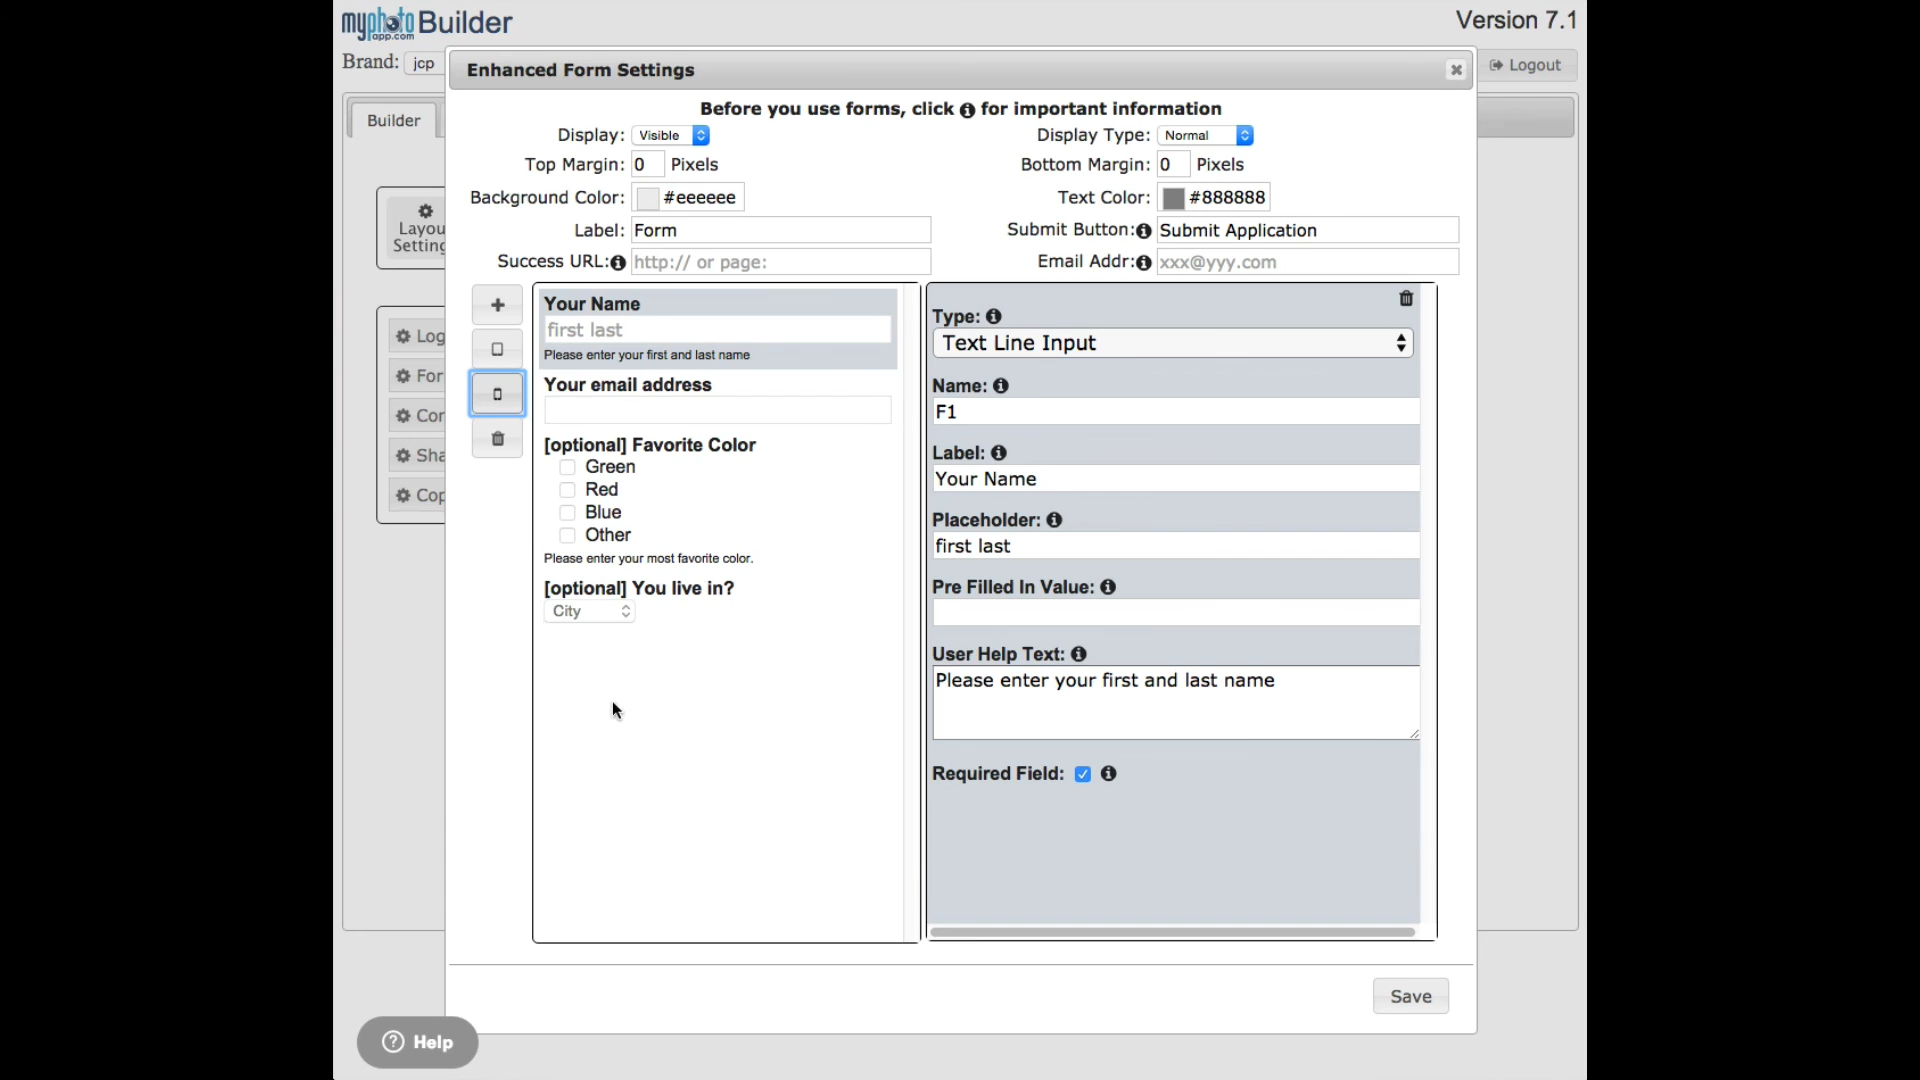 myphoto
app.com
Builder
Version 7.1
Brand: jcp
Enhanced Form Settings
Logout
Builder
Before you use forms, click for important information
Display: Visible
Display Type: Normal
Top Margin: 0 Pixels
Bottom Margin: 0 Pixels
Background Color: #eeeeee
Text Color: #888888
Label: Form
Submit Button: Submit Application
Success URL: http:// or page:
Email Addr: xxx@yyy.com
Layou
Setting
Log
For
Cor
Sha
Cop
Your Name
first last
Please enter your first and last name
Your email address
[optional] Favorite Color
Green
Red
Blue
Other
Please enter your most favorite color.
[optional] You live in?
City
Type:
Text Line Input
Name:
F1
Label:
Your Name
Placeholder:
first last
Pre Filled In Value:
User Help Text:
Please enter your first and last name
Required Field:
Save
Help